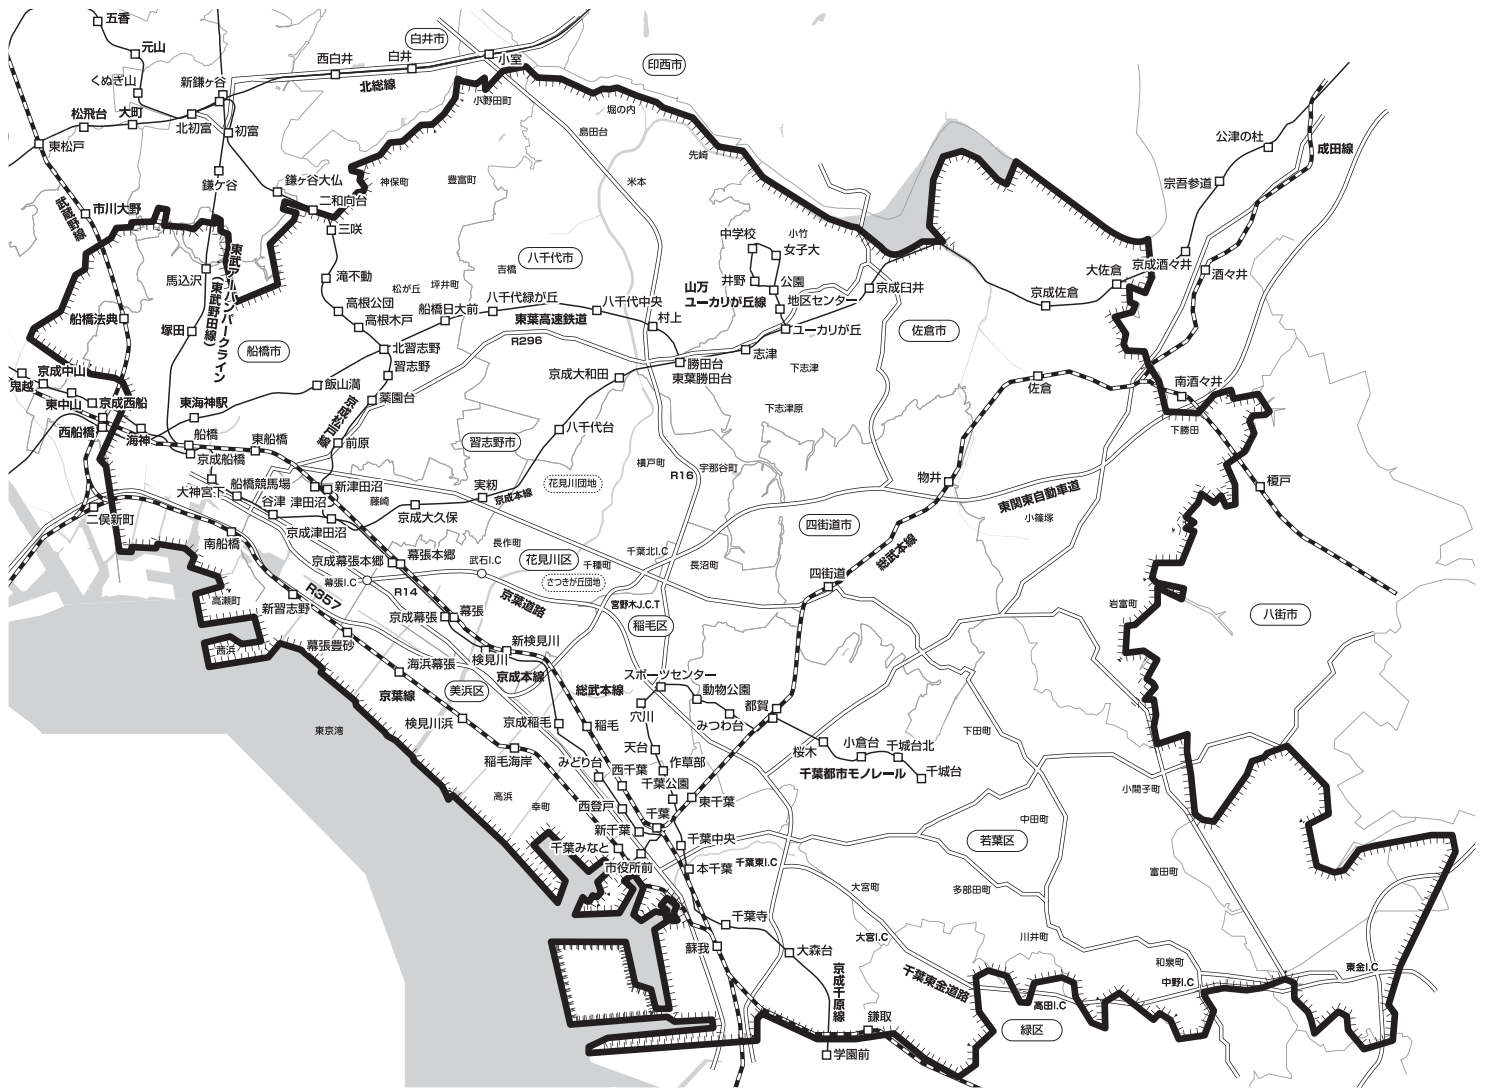 五香
元山
くぬぎ山
新鎌ヶ谷
西白井
白井
白井市
小室
印西市
北総線
松飛台
大町
北初富
初富
東松戸
小野田町
堀の内
島田台
先崎
公津の杜
成田線
宗吾参道
鎌ケ谷
鎌ヶ谷大仏
二和向台
神保町
豊富町
米本
武蔵野線
市川大野
三咲
中学校
小竹
女子大
八千代市
吉橋
東武アーバンパークライン
(東武野田線)
馬込沢
滝不動
松が丘
坪井町
井野
公園
山万
ユーカリが丘線
地区センター
京成臼井
大佐倉
京成酒々井
酒々井
京成佐倉
高根公団
高根木戸
船橋日大前
八千代緑が丘
八千代中央
東葉高速鉄道
村上
ユーカリが丘
佐倉市
船橋法典
塚田
船橋市
北習志野
R296
志津
習志野
勝田台
東葉勝田台
下志津
京成中山
鬼越
東中山
京成西船
飯山満
京成大和田
佐倉
南酒々井
東海神駅
薬園台
京成松戸線
下志津原
西船橋
海神
船橋
東船橋
前原
八千代台
下勝田
京成船橋
習志野市
横戸町
宇那谷町
R16
物井
榎戸
大神宮下
船橋競馬場
新津田沼
谷津
津田沼
藤崎
実籾
京成本線
花見川団地
東関東自動車道
二俣新町
京成津田沼
京成大久保
四街道市
小篠塚
南船橋
京成幕張本郷
幕張本郷
長作町
武石I.C
花見川区
千種町
千葉北I.C
長沼町
総武本線
四街道
幕張I.C
さつきが丘団地
高瀬町
R357
R14
京葉道路
宮野木J.C.T
稲毛区
岩富町
八街市
新習志野
京成幕張
幕張
新検見川
茜浜
幕張豊砂
検見川
海浜幕張
京成本線
スポーツセンター
京葉線
美浜区
総武本線
動物公園
都賀
穴川
みつわ台
検見川浜
京成稲毛
稲毛
東京湾
下田町
天台
桜木
小倉台
千城台北
稲毛海岸
みどり台
西千葉
作草部
千葉公園
千葉都市モノレール
千城台
小間子町
高浜
幸町
西登戸
千葉
東千葉
中田町
新千葉
千葉中央
若葉区
千葉みなと
市役所前
本千葉
千葉東I.C
富田町
大宮町
多部田町
千葉寺
蘇我
大森台
大宮I.C
川井町
京成千原線
千葉東金道路
和泉町
中野I.C
東金I.C
高田I.C
鎌取
緑区
学園前